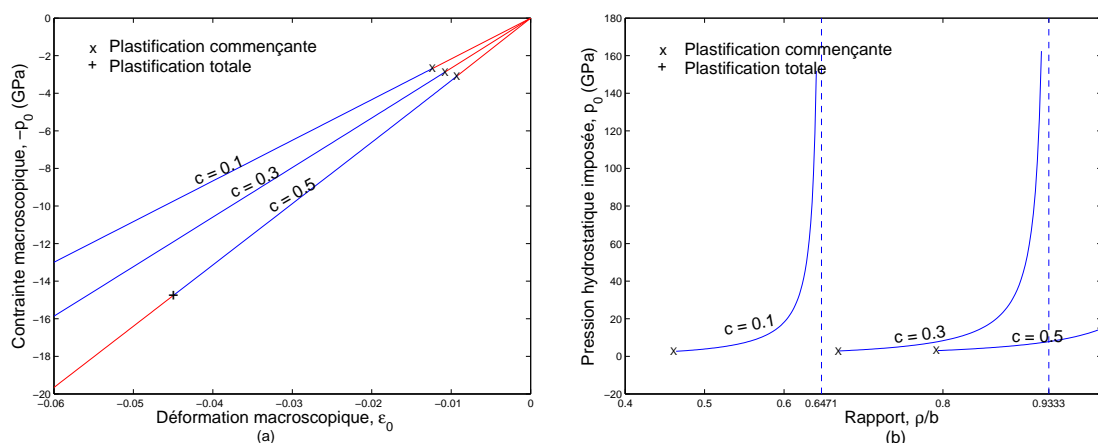 x Plastification commençante
+ Plastification totale
Contrainte macroscopique, −p0 (GPa)
0
−2
−4
−6
−8
−10
−12
−14
−16
−18
−20
c = 0.1
c = 0.3
c = 0.5
−0.06
−0.05
−0.04
−0.03
−0.02
−0.01
0
Déformation macroscopique, ε0
(a)
x Plastification commençante
+ Plastification totale
Pression hydrostatique imposée, p0 (GPa)
180
160
140
120
100
80
60
40
20
0
−20
c = 0.1
c = 0.3
c = 0.5
0.4
0.5
0.6
0.6471
0.8
0.9333
Rapport, ρ/b
(b)